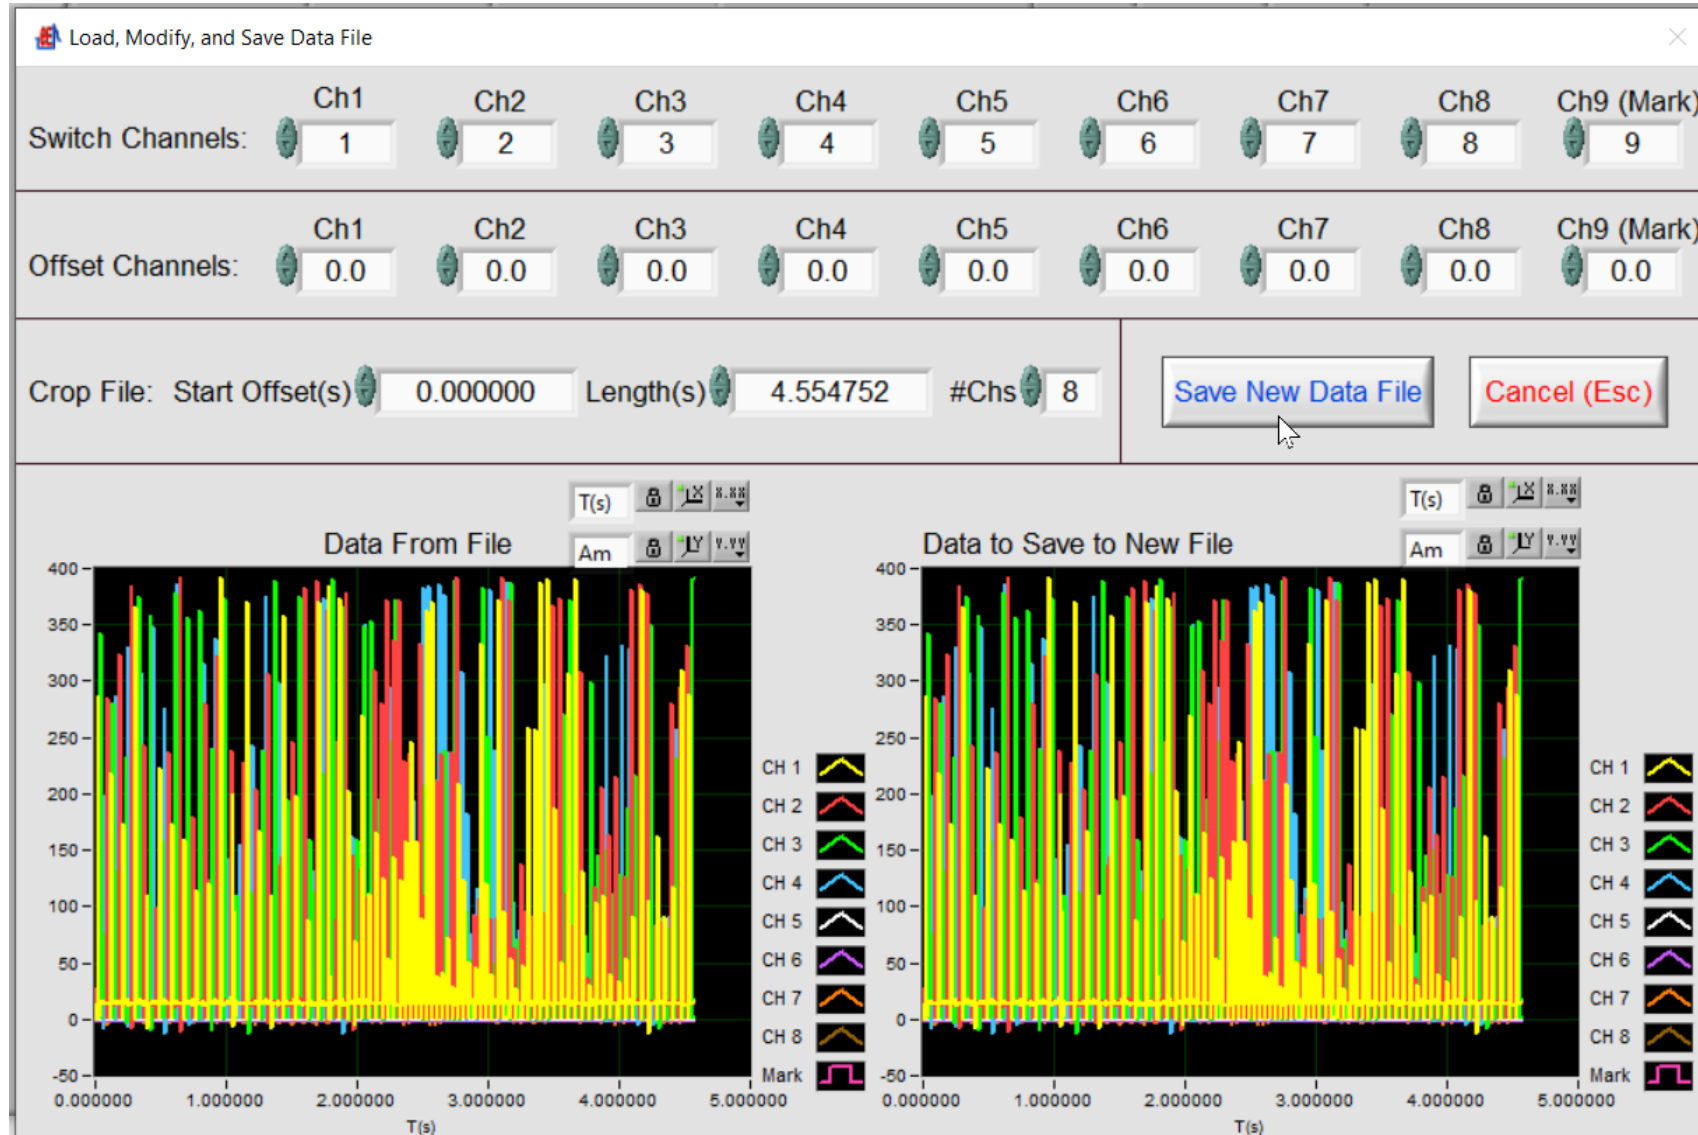 Load, Modify, and Save Data File
Ch1 Ch2 Ch3 Ch4 Ch5 Ch6 Ch7 Ch8 Ch9 (Mark)
Switch Channels: 1 2 3 4 5 6 7 8 9
Ch1 Ch2 Ch3 Ch4 Ch5 Ch6 Ch7 Ch8 Ch9 (Mark)
Offset Channels: 0.0 0.0 0.0 0.0 0.0 0.0 0.0 0.0 0.0
Crop File: Start Offset(s) 0.000000 Length(s) 4.554752 #Chs 8 Save New Data File Cancel (Esc)
T(s) X X.XX
Data From File
Am Y Y.YY
400
350
300
250
200
150
100
50
0
-50
0.000000 1.000000 2.000000 3.000000 4.000000 5.000000
T(s)
CH 1
CH 2
CH 3
CH 4
CH 5
CH 6
CH 7
CH 8
Mark
T(s) X X.XX
Data to Save to New File
Am Y Y.YY
400
350
300
250
200
150
100
50
0
-50
0.000000 1.000000 2.000000 3.000000 4.000000 5.000000
T(s)
CH 1
CH 2
CH 3
CH 4
CH 5
CH 6
CH 7
CH 8
Mark